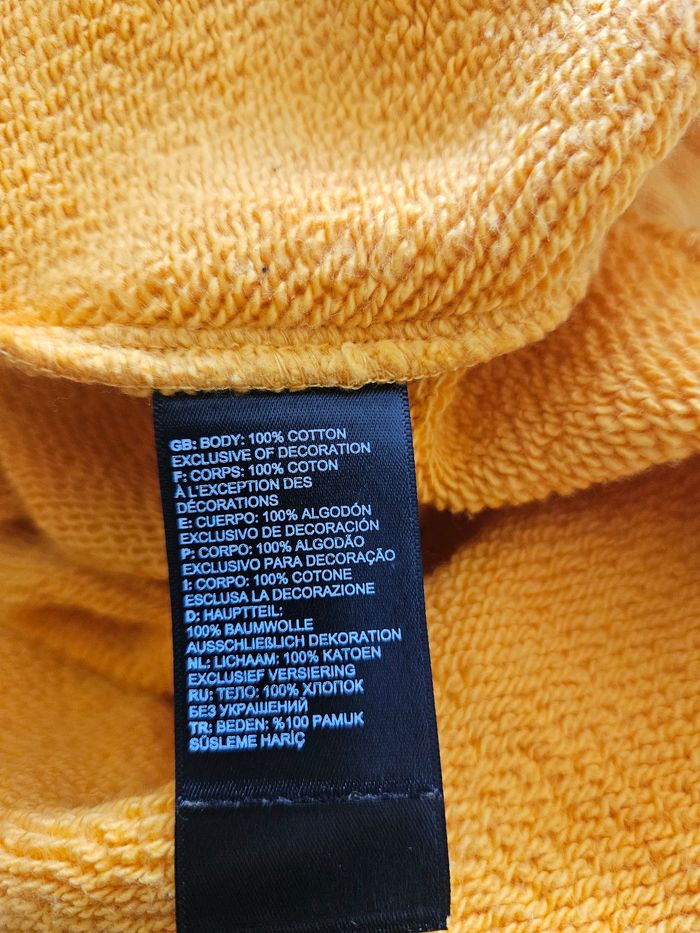 GB: BODY: 100% COTTON
EXCLUSIVE OF DECORATION
F: CORPS: 100% COTON
À L'EXCEPTION DES
DÉCORATIONS
E: CUERPO: 100% ALGODÓN
EXCLUSIVO DE DECORACIÓN
P: CORPO: 100% ALGODÃO
EXCLUSIVO PARA DECORAÇÃO
I: CORPO: 100% COTONE
ESCLUSA LA DECORAZIONE
D: HAUPTTEIL:
100% BAUMWOLLE
AUSSCHLIEßLICH DEKORATION
NL: LICHAAM: 100% KATOEN
EXCLUSIEF VERSIERING
RU: ТЕЛО: 100% ХЛОПОК
БЕЗ УКРАШЕНИЙ
TR: BEDEN: %100 PAMUK
SÜSLEME HARİÇ